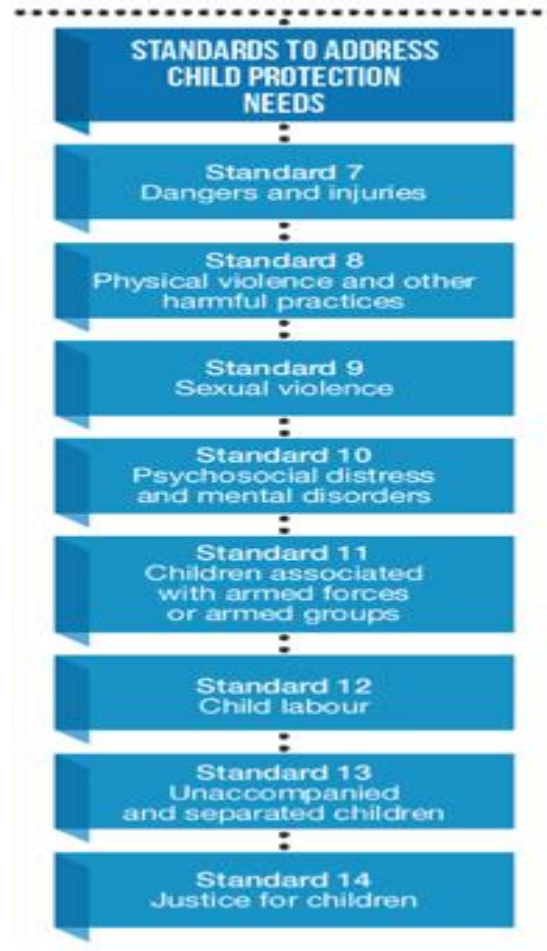 STANDARDS TO ADDRESS
CHILD PROTECTION
NEEDS
Standard 7
Dangers and injuries
Standard 8
Physical violence and other
harmful practices
Standard 9
Sexual violence
Standard 10
Psychosocial distress
and mental disorders
Standard 11
Children associated
with armed forces
or armed groups
Standard 12
Child labour
Standard 13
Unaccompanied
and separated children
Standard 14
Justice for children